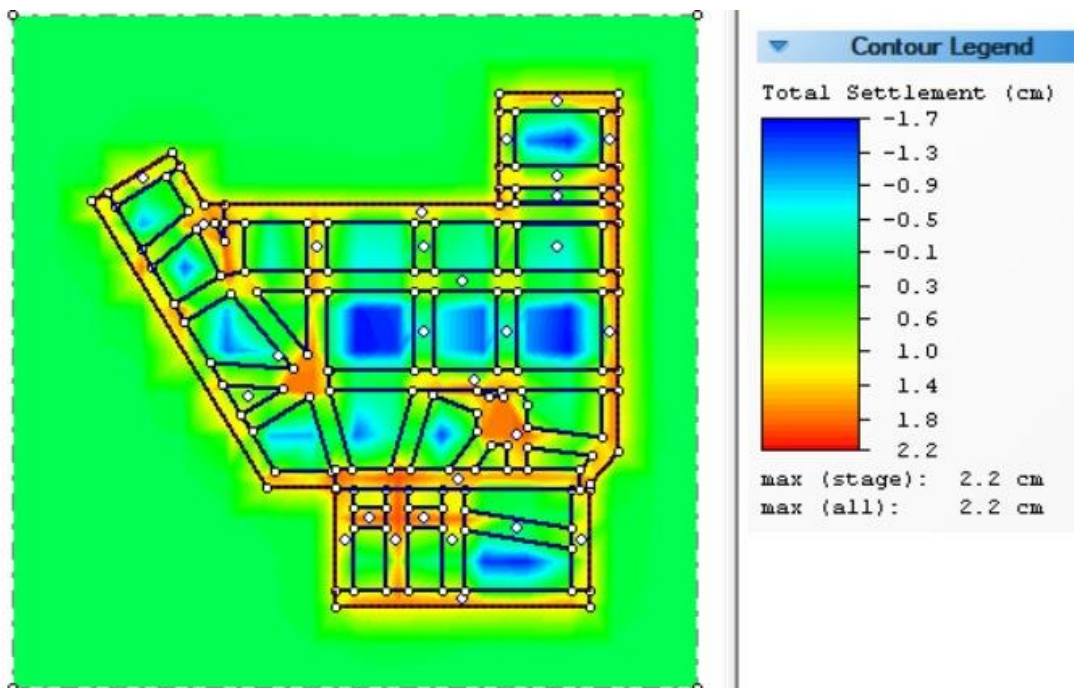 Contour Legend
Total Settlement (cm)
-1.7
-1.3
-0.9
-0.5
-0.1
0.3
0.6
1.0
1.4
1.8
2.2
max (stage): 2.2 cm
max (all): 2.2 cm